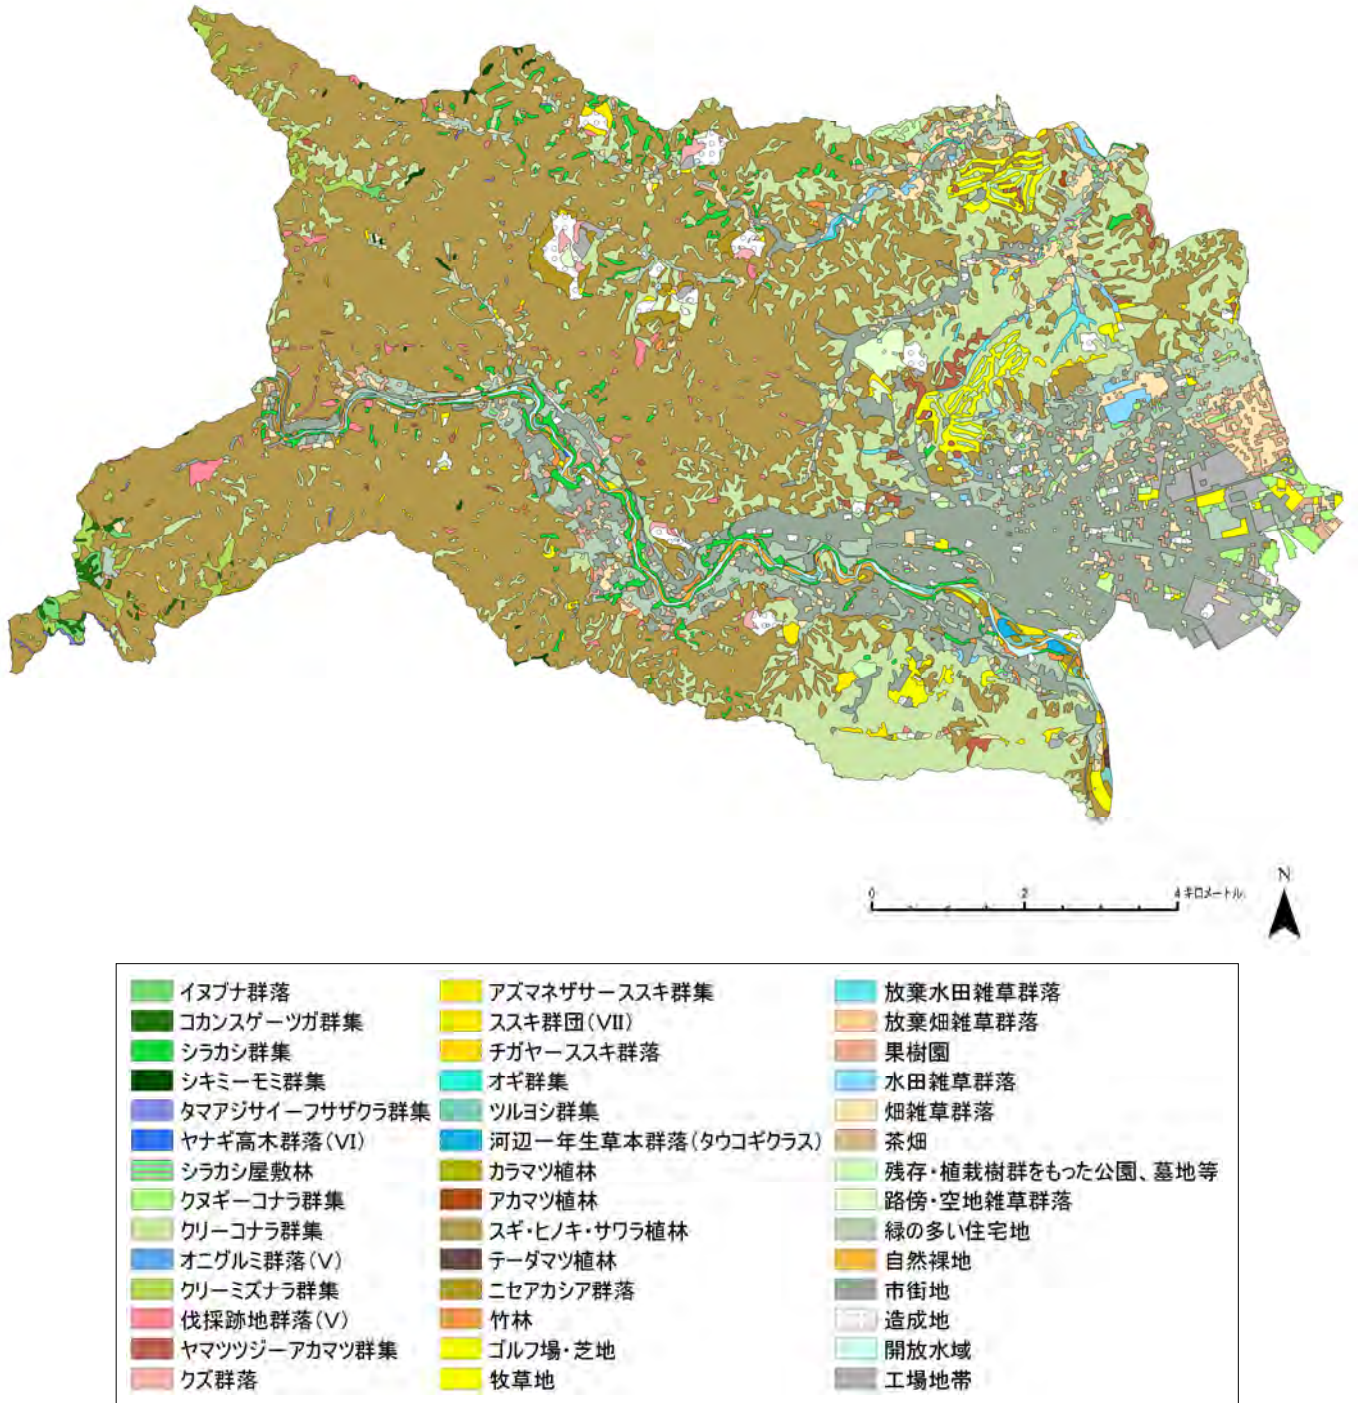 0 2 4 キロメートル
N
イヌブナ群落
コカンスゲーツガ群集
シラカシ群集
シキミーモミ群集
タマアジサイーフサザクラ群集
ヤナギ高木群落(VI)
シラカシ屋敷林
クヌギーコナラ群集
クリーコナラ群集
オニグルミ群落(V)
クリーミズナラ群集
伐採跡地群落(V)
ヤマツツジーアカマツ群集
クズ群落
アズマネザサーススキ群集
ススキ群団(VII)
チガヤーススキ群落
オギ群集
ツルヨシ群集
河辺一年生草本群落(タウコギクラス)
カラマツ植林
アカマツ植林
スギ・ヒノキ・サワラ植林
テーダマツ植林
ニセアカシア群落
竹林
ゴルフ場・芝地
牧草地
放棄水田雑草群落
放棄畑雑草群落
果樹園
水田雑草群落
畑雑草群落
茶畑
残存・植栽樹群をもった公園、墓地等
路傍・空地雑草群落
緑の多い住宅地
自然裸地
市街地
造成地
開放水域
工場地帯